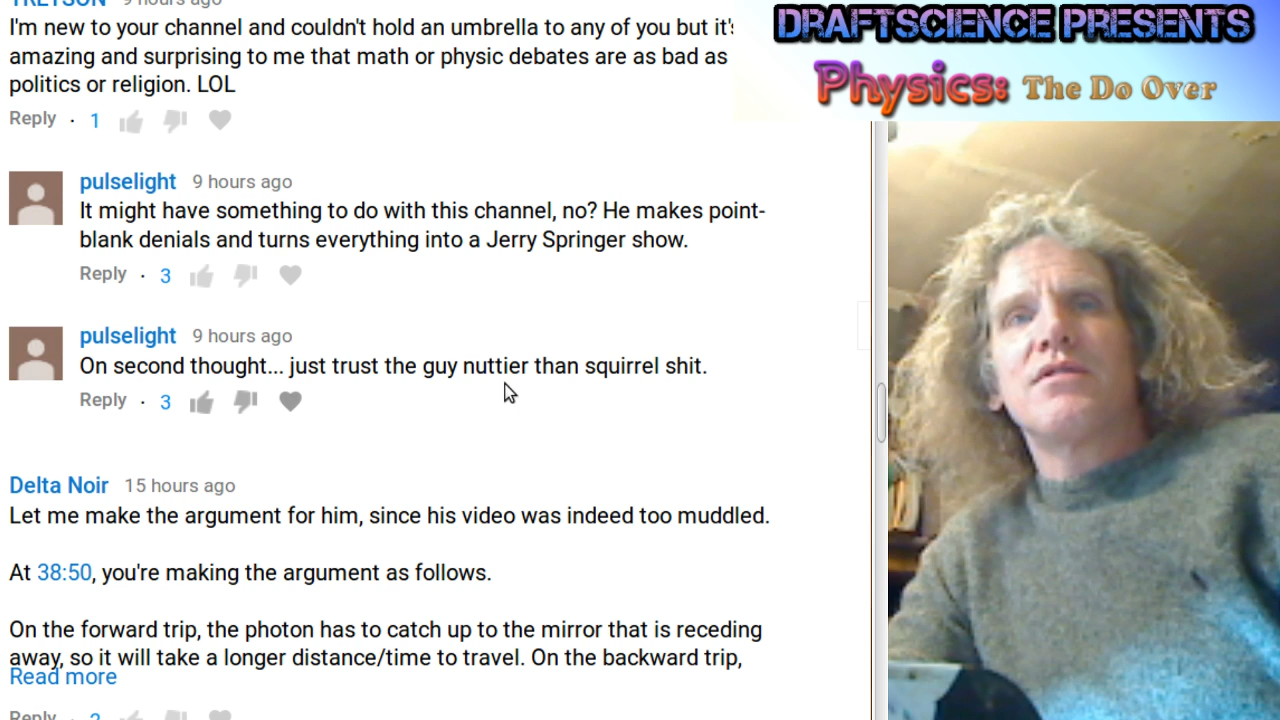 TRETSON 9 hours ago
I'm new to your channel and couldn't hold an umbrella to any of you but it's
amazing and surprising to me that math or physic debates are as bad as
politics or religion. LOL
Reply · 1
pulselight 9 hours ago
It might have something to do with this channel, no? He makes point-
blank denials and turns everything into a Jerry Springer show.
Reply · 3
pulselight 9 hours ago
On second thought... just trust the guy nuttier than squirrel shit.
Reply · 3
Delta Noir 15 hours ago
Let me make the argument for him, since his video was indeed too muddled.
At 38:50, you're making the argument as follows.
On the forward trip, the photon has to catch up to the mirror that is receding
away, so it will take a longer distance/time to travel. On the backward trip,
Read more
Reply · 2
DRAFTSCIENCE PRESENTS
Physics: The Do Over